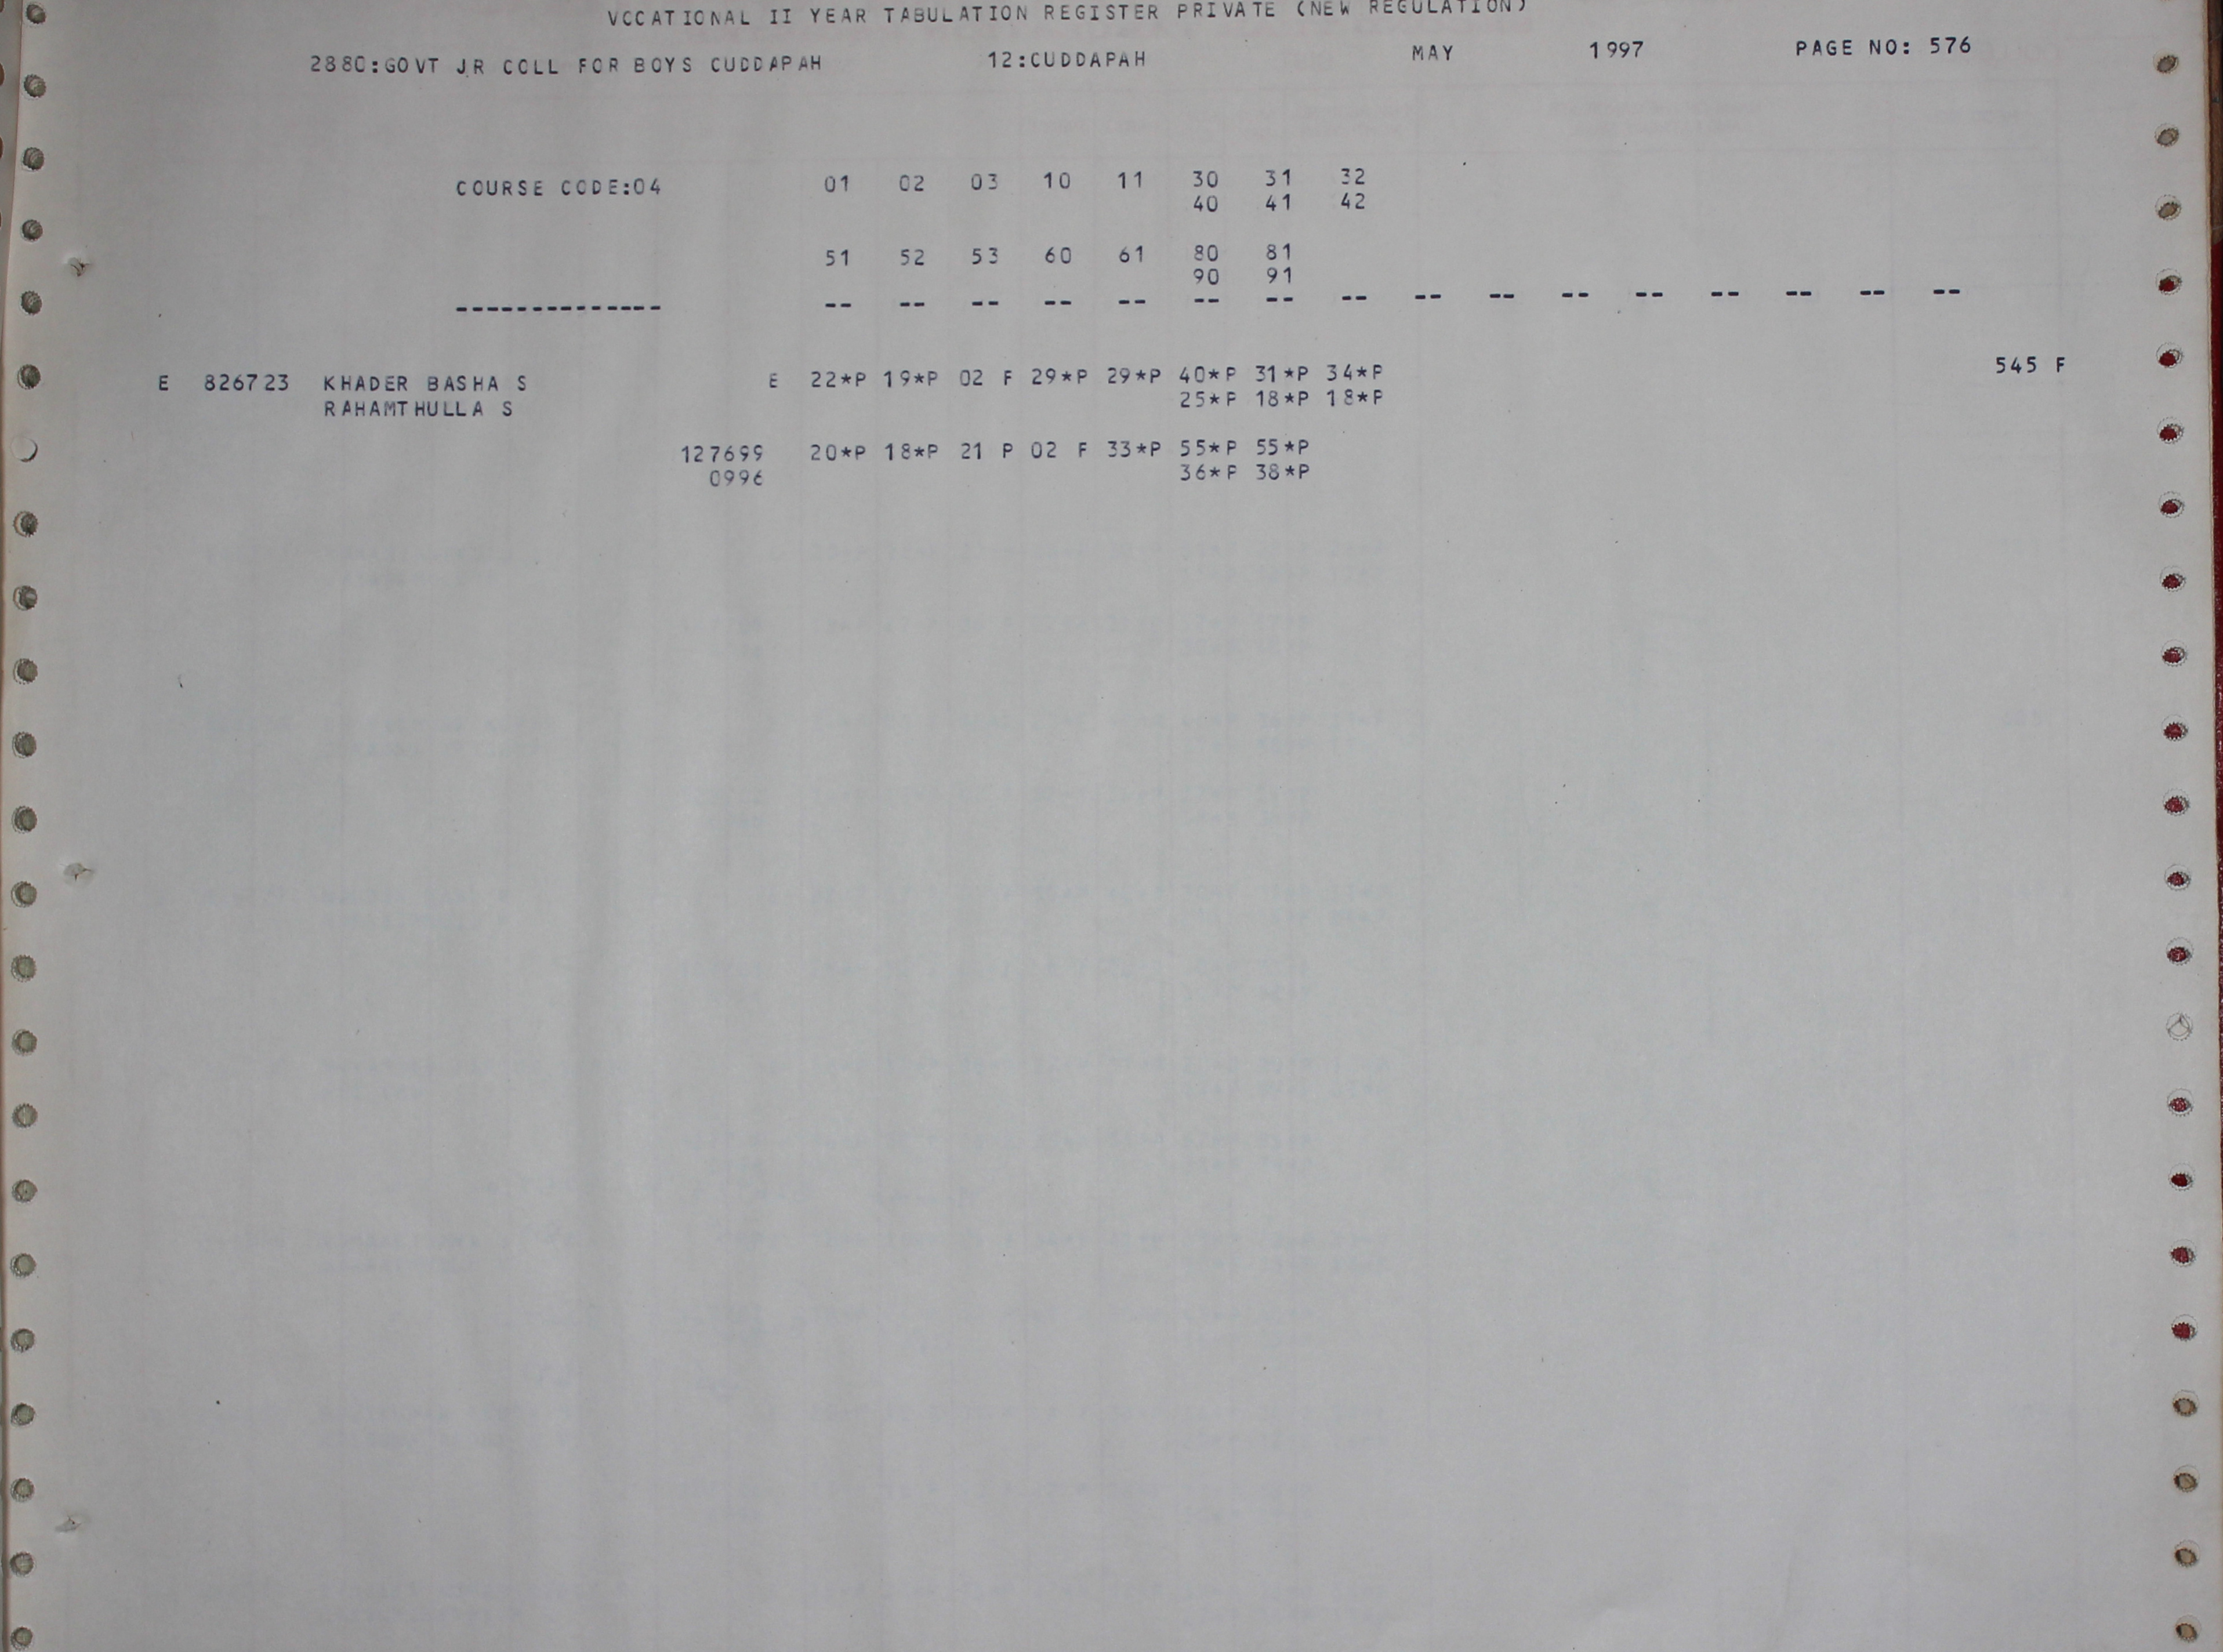 VCCATIONAL II YEAR TABULATION REGISTER PRIVATE (NEW REGULATION)
2880:GOVT JR COLL FOR BOYS CUDDAPAH 12:CUDDAPAH MAY 1997 PAGE NO: 576
COURSE CODE:04 01 02 03 10 11 30 31 32
40 41 42
51 52 53 60 61 80 81
90 91
-------------- -- -- -- -- -- -- -- -- -- -- -- -- -- -- -- --
E 826723 KHADER BASHA S E 22*P 19*P 02 F 29*P 29*P 40*P 31*P 34*P 545 F
RAHAMTHULLA S 25*P 18*P 18*P
127699 20*P 18*P 21 P 02 F 33*P 55*P 55*P
0996 36*P 38*P